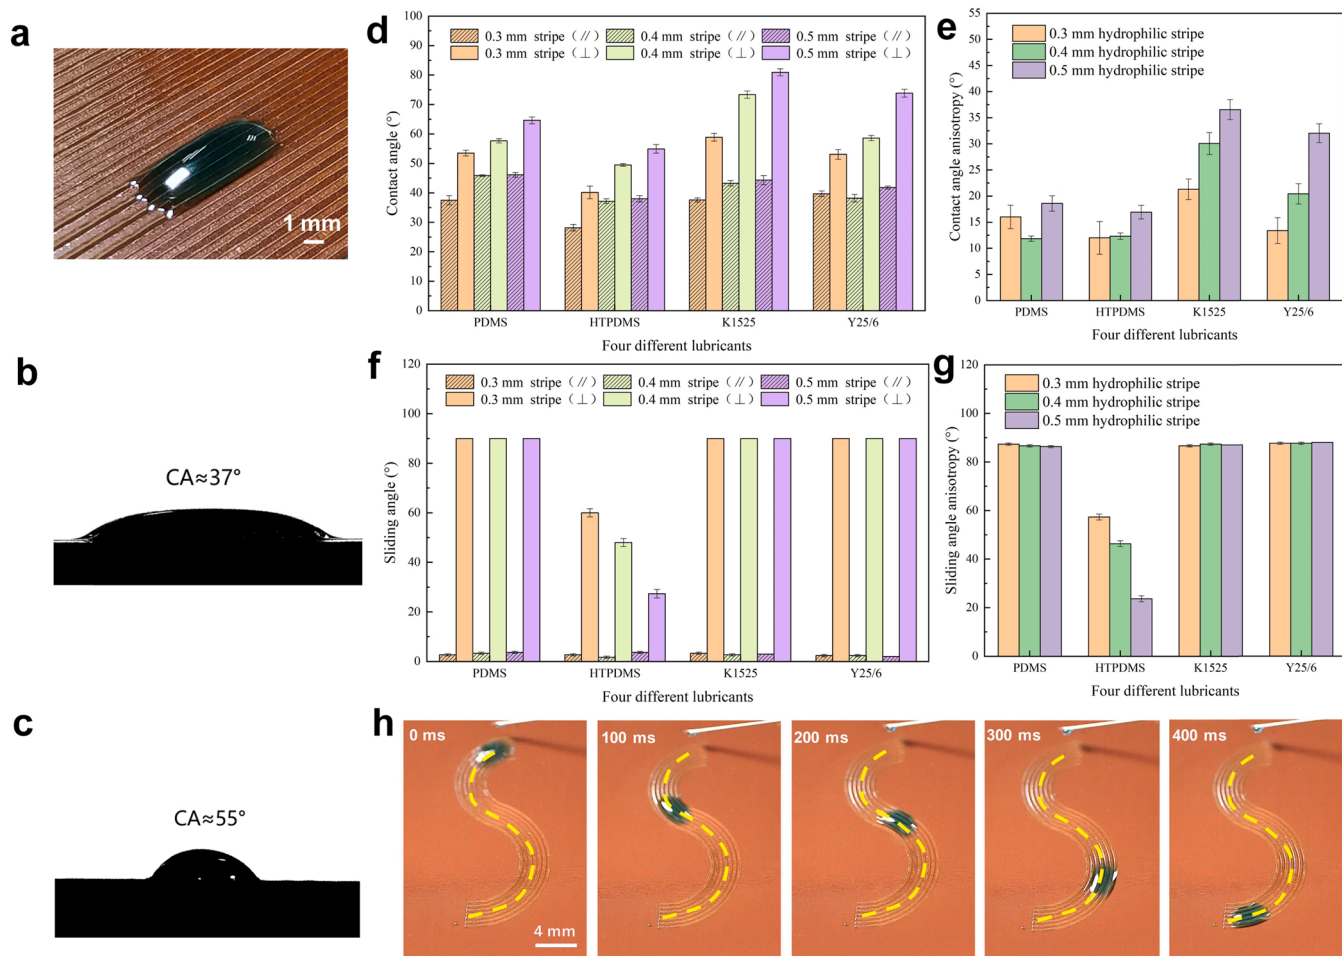 a
1 mm
b
CA≈37°
c
CA≈55°
d
0.3 mm stripe (//)
0.4 mm stripe (//)
0.5 mm stripe (//)
0.3 mm stripe (⊥)
0.4 mm stripe (⊥)
0.5 mm stripe (⊥)
Contact angle (°)
100
90
80
70
60
50
40
30
20
10
0
PDMS
HTPDMS
K1525
Y25/6
Four different lubricants
e
0.3 mm hydrophilic stripe
0.4 mm hydrophilic stripe
0.5 mm hydrophilic stripe
Contact angle anisotropy (°)
55
50
45
40
35
30
25
20
15
10
5
0
PDMS
HTPDMS
K1525
Y25/6
Four different lubricants
f
0.3 mm stripe (//)
0.4 mm stripe (//)
0.5 mm stripe (//)
0.3 mm stripe (⊥)
0.4 mm stripe (⊥)
0.5 mm stripe (⊥)
Sliding angle (°)
120
100
80
60
40
20
0
PDMS
HTPDMS
K1525
Y25/6
Four different lubricants
g
0.3 mm hydrophilic stripe
0.4 mm hydrophilic stripe
0.5 mm hydrophilic stripe
Sliding angle anisotropy (°)
120
100
80
60
40
20
0
PDMS
HTPDMS
K1525
Y25/6
Four different lubricants
h
0 ms
100 ms
200 ms
300 ms
400 ms
4 mm